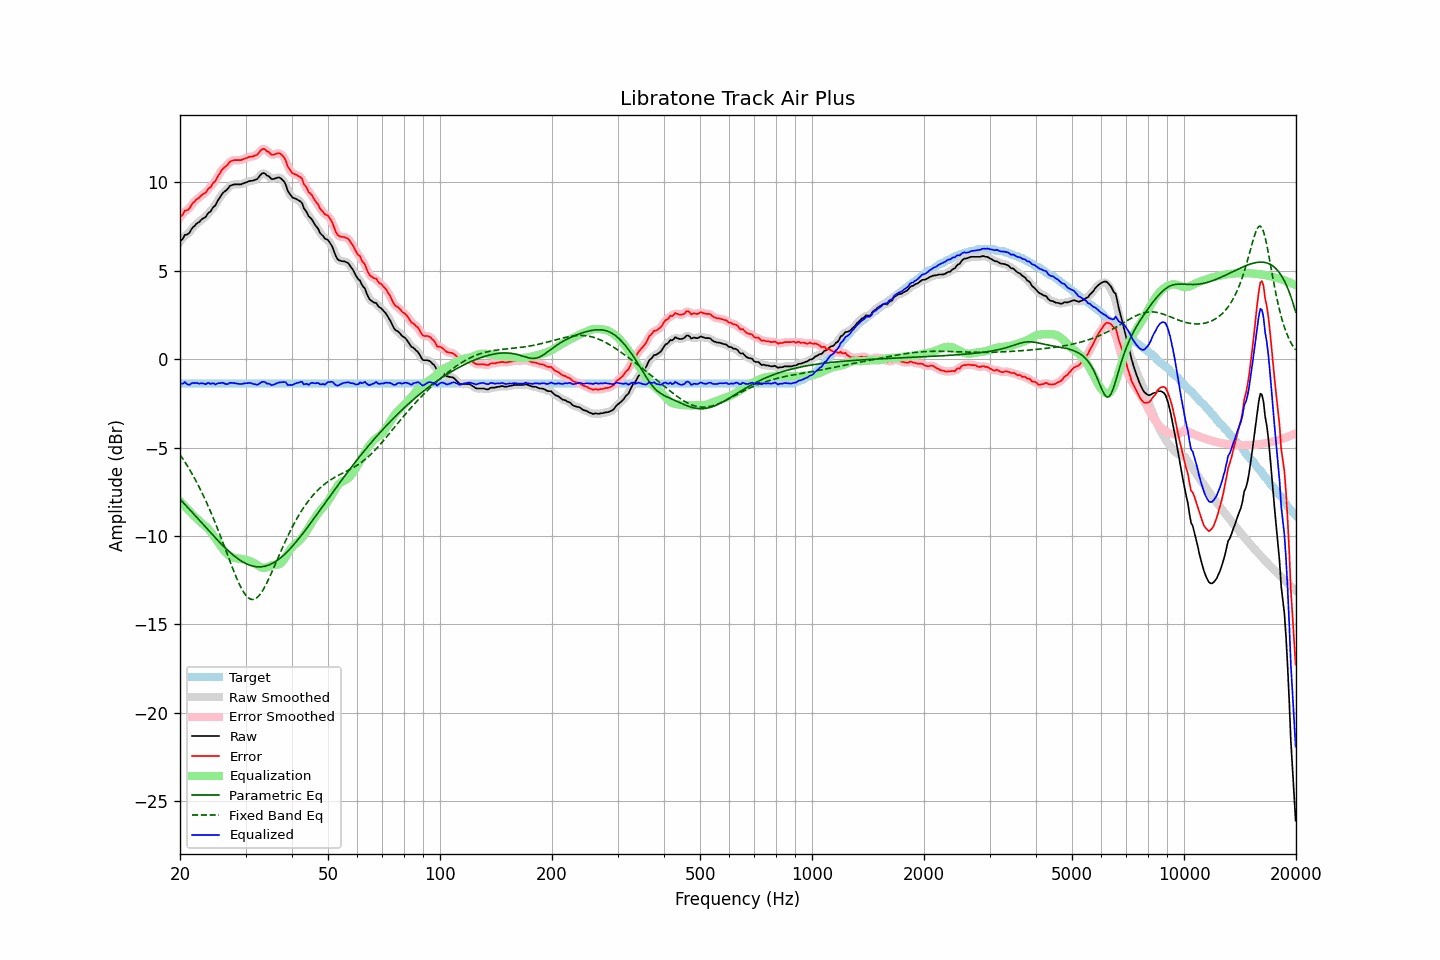 Libratone Track Air Plus
Amplitude (dBr)
10
5
0
−5
−10
−15
−20
−25
Target
Raw Smoothed
Error Smoothed
Raw
Error
Equalization
Parametric Eq
Fixed Band Eq
Equalized
20 50 100 200 500 1000 2000 5000 10000 20000
Frequency (Hz)